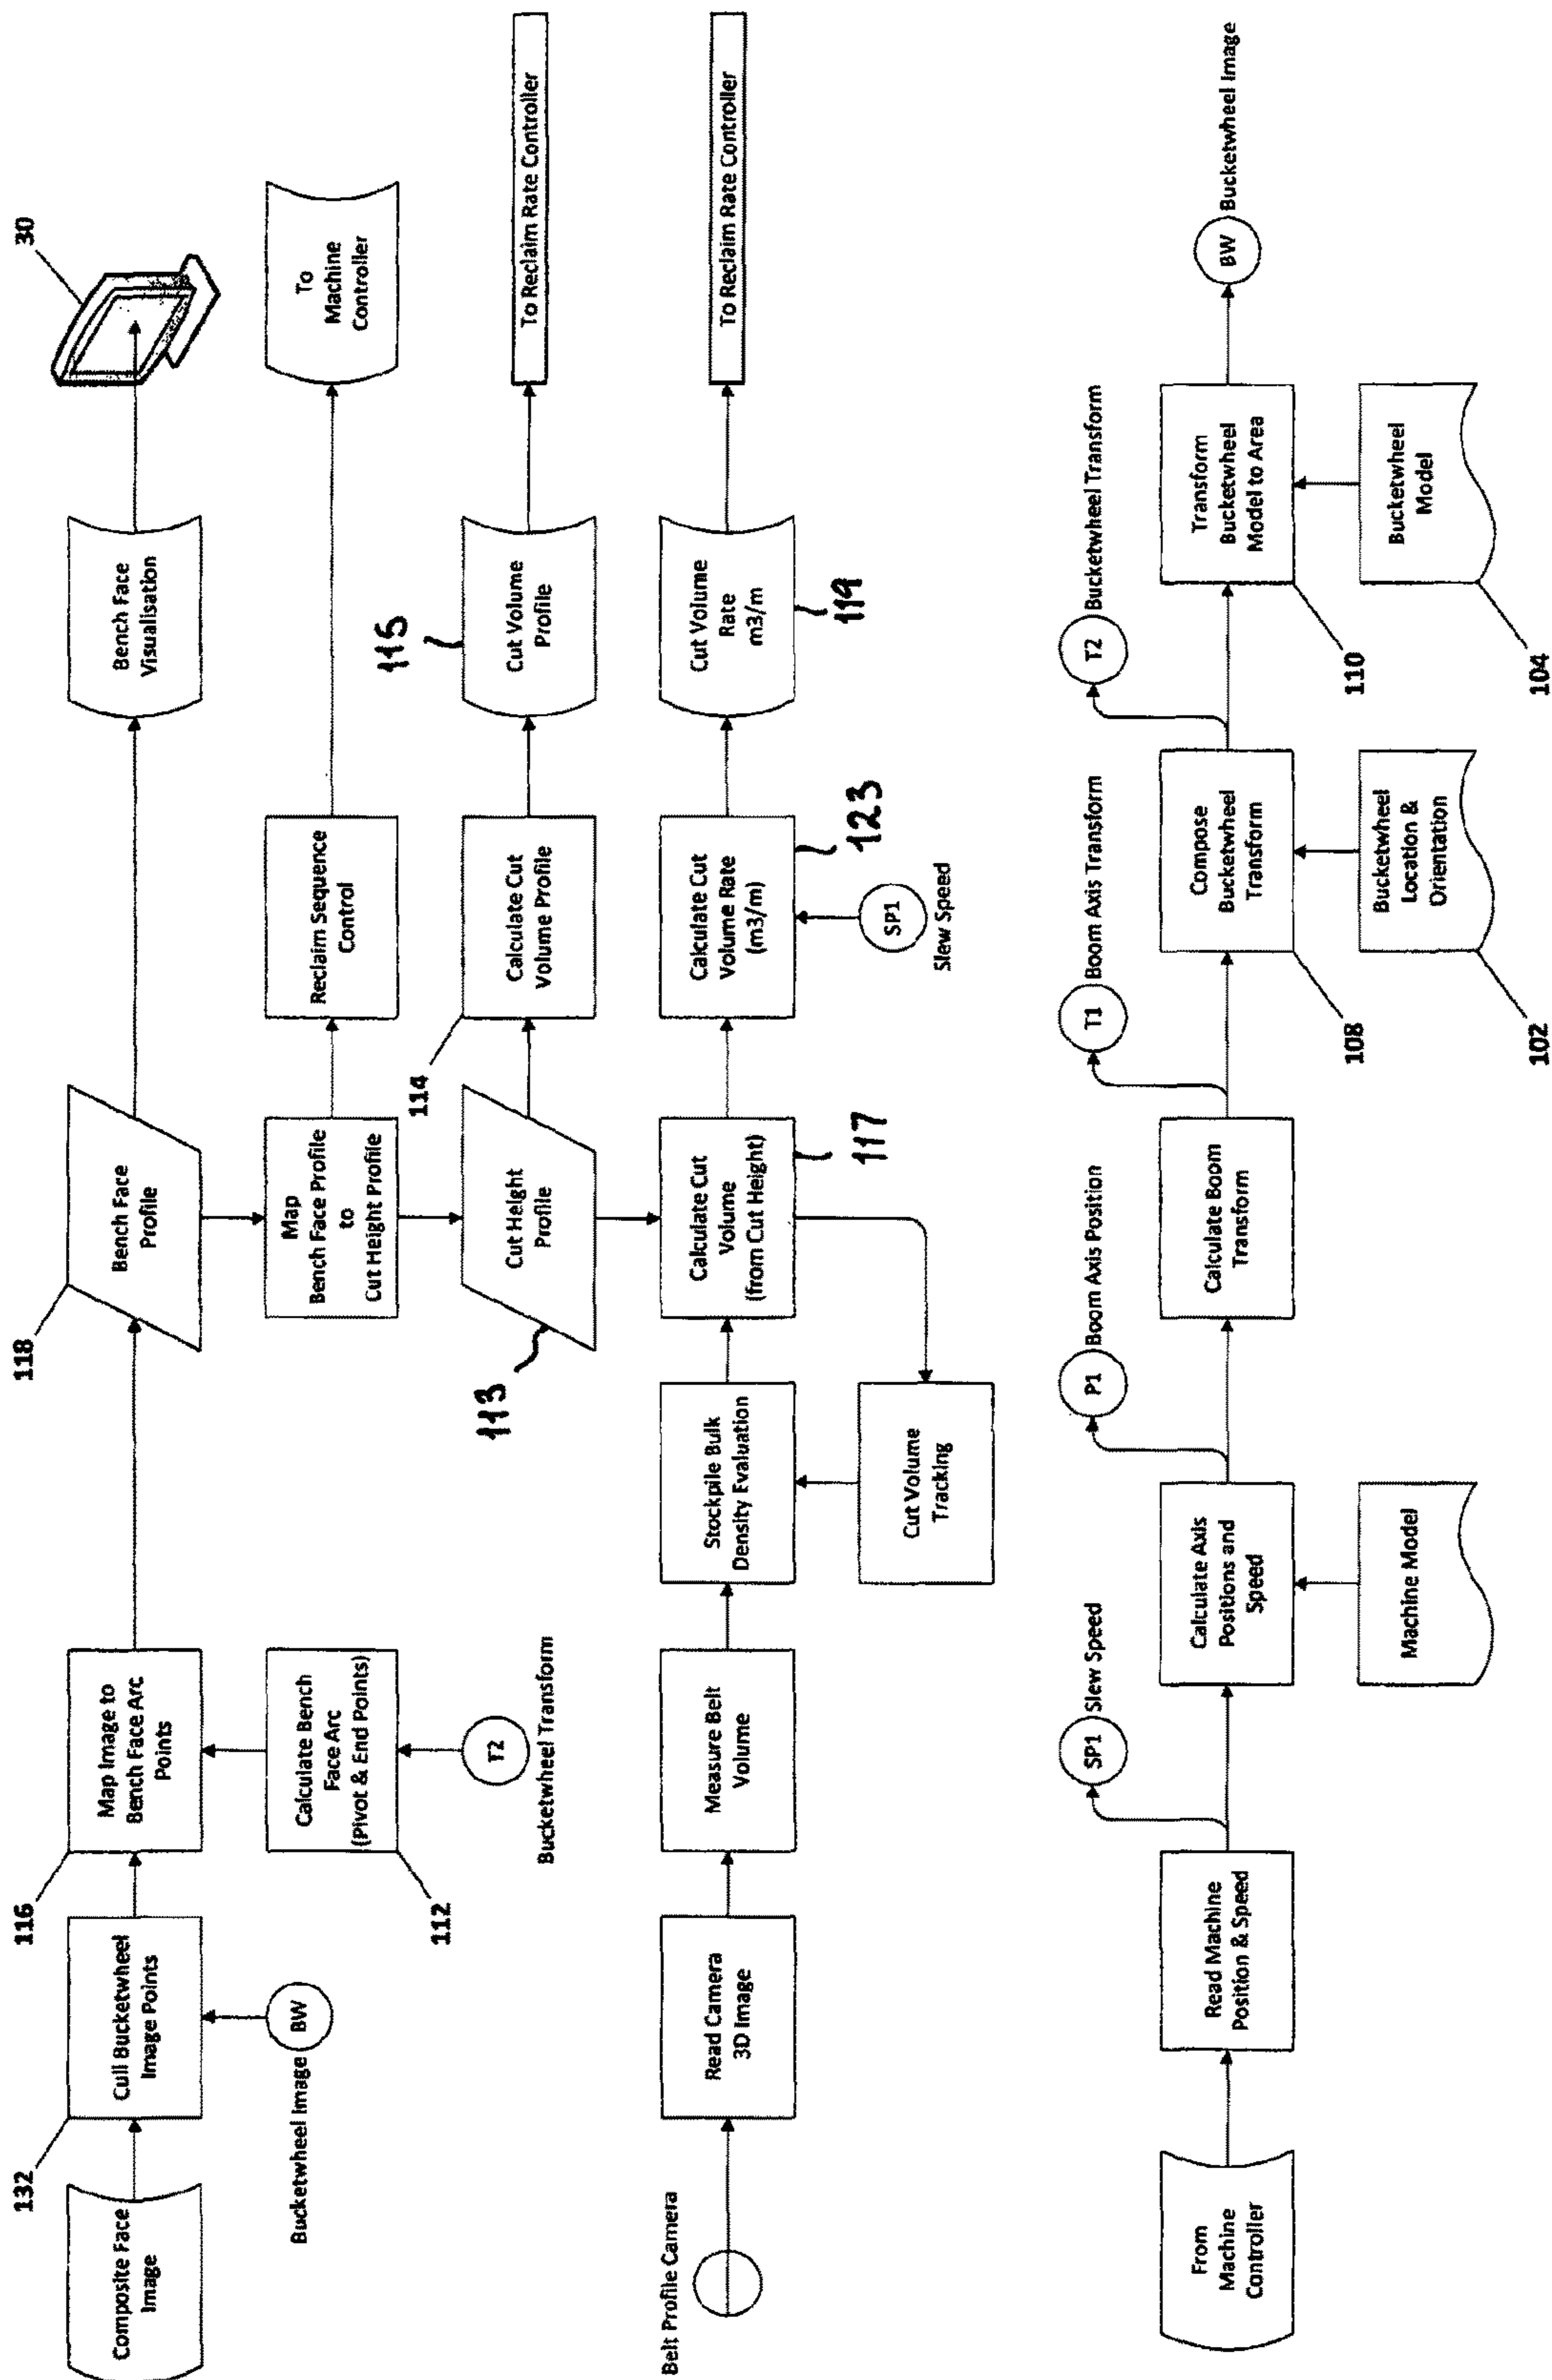 132
Composite Face
Image
Cull Bucketwheel
Image Points
Bucketwheel Image
BW
116
Map Image to
Bench Face Arc
Points
Calculate Bench
Face Arc
(Pivot & End Points)
112
T2
Bucketwheel Transform
118
Bench Face
Profile
Bench Face
Visualisation
30
Map
Bench Face Profile
to
Cut Height Profile
Reclaim Sequence
Control
To
Machine
Controller
113
Cut Height
Profile
114
Calculate Cut
Volume Profile
115
Cut Volume
Profile
To Reclaim Rate Controller
Belt Profile Camera
Read Camera
3D Image
Measure Belt
Volume
Stockpile Bulk
Density Evaluation
Cut Volume
Tracking
Calculate Cut
Volume
(from Cut Height)
117
Calculate Cut
Volume Rate
(m3/m)
123
SP1
Slew Speed
Cut Volume
Rate
m3/m
119
To Reclaim Rate Controller
From
Machine
Controller
Read Machine
Position & Speed
SP1
Slew Speed
Calculate Axis
Positions and
Speed
Machine Model
P1
Boom Axis Position
Calculate Boom
Transform
T1
Boom Axis Transform
Compose
Bucketwheel
Transform
108
Bucketwheel
Location &
Orientation
102
T2
Bucketwheel Transform
Transform
Bucketwheel
Model to Area
110
Bucketwheel
Model
104
BW
Bucketwheel Image